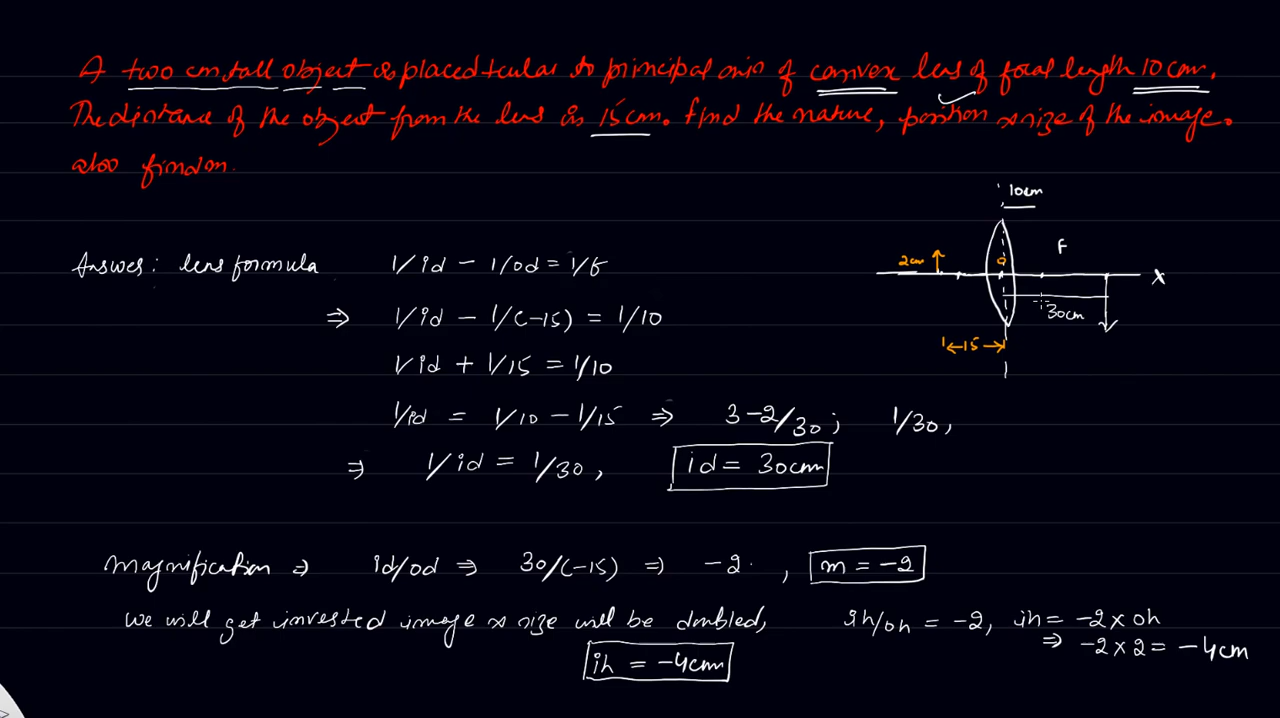 A two cm tall object is placed ⊥cular to principal axis of convex lens of focal length 10 cm.
The distance of the object from the lens is 15 cm. Find the nature, position & size of the image.
also find m.
10cm
F
2cm
O
X
30cm
15
Answer: lens formula 1/id - 1/od = 1/f
⇒ 1/id - 1/(-15) = 1/10
1/id + 1/15 = 1/10
1/id = 1/10 - 1/15 ⇒ 3-2/30; 1/30,
⇒ 1/id = 1/30, id = 30cm
Magnification ⇒ id/od ⇒ 30/(-15) ⇒ -2, m = -2
we will get invested image & size will be doubled, ih/oh = -2, ih = -2 x oh
⇒ -2 x 2 = -4cm
ih = -4cm